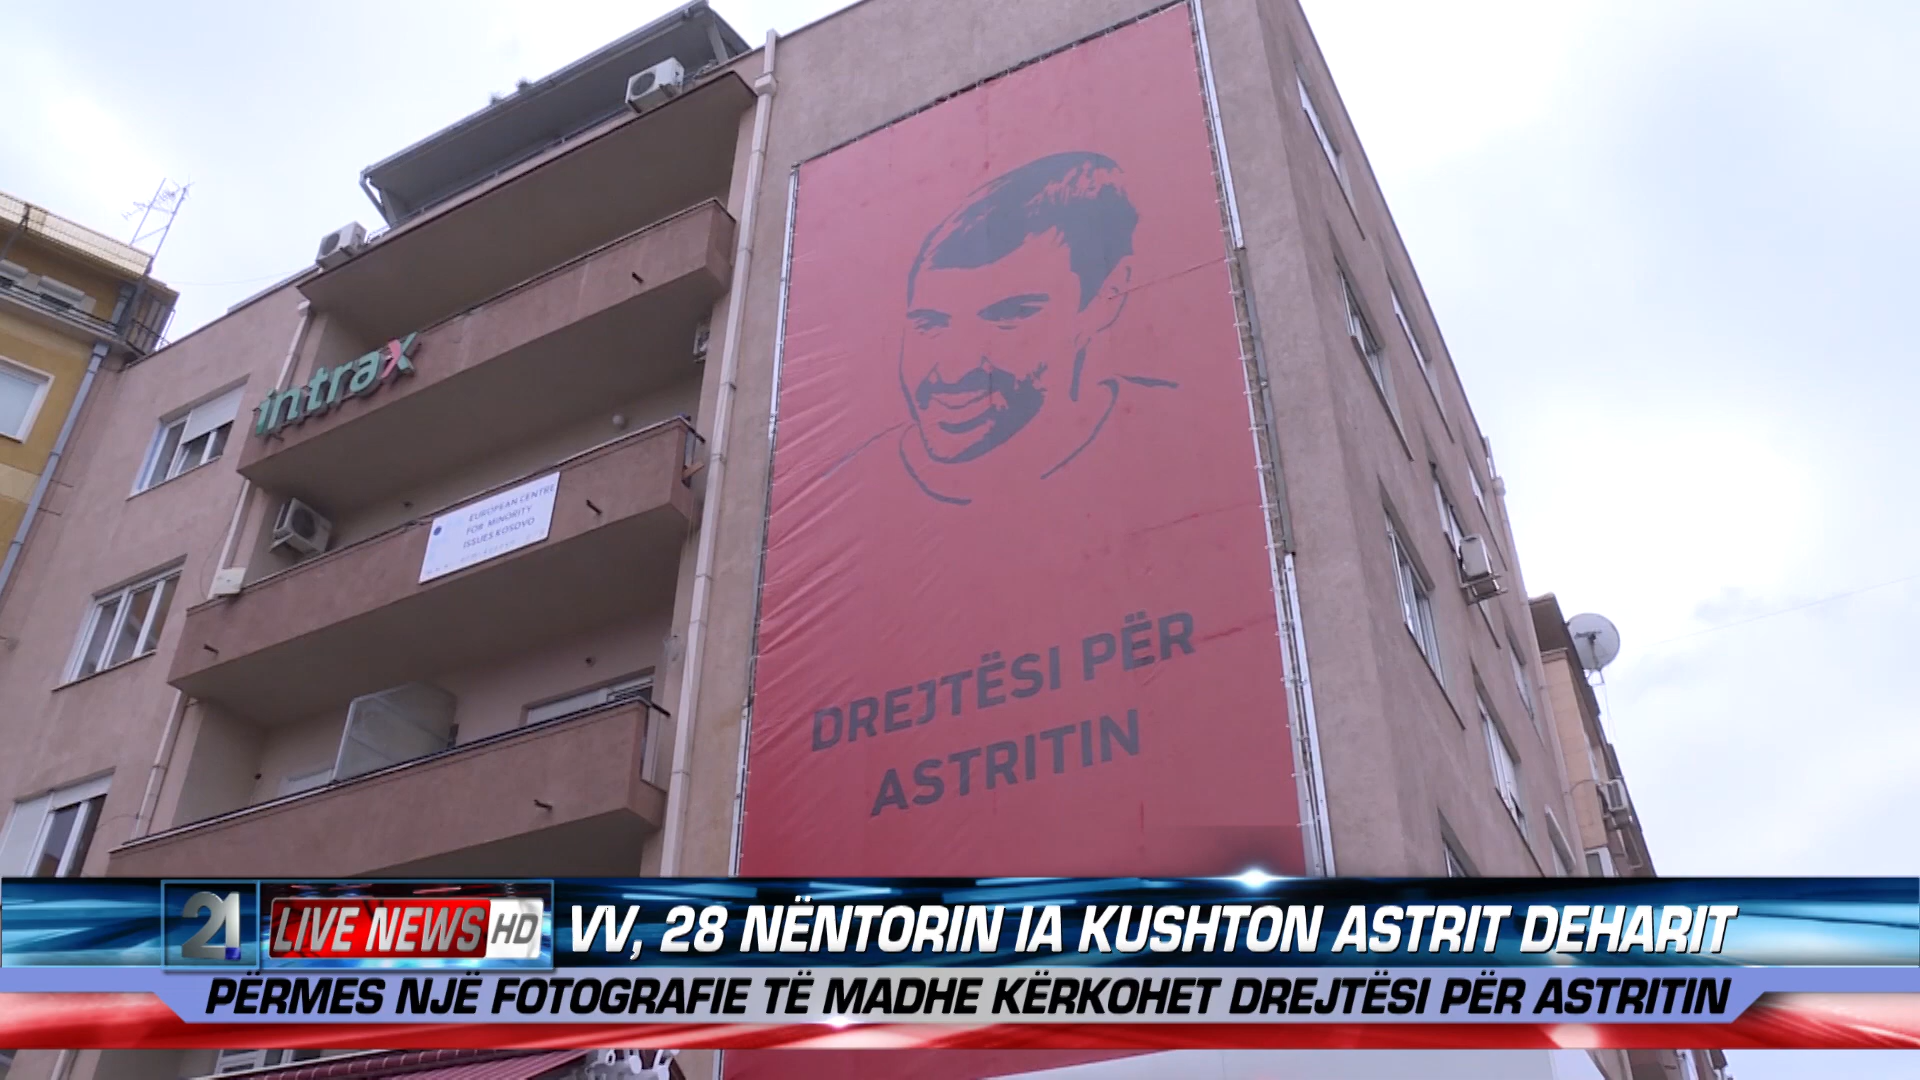 intrax
EUROPEAN CENTRE
FOR MINORITY
ISSUES KOSOVO
DREJTËSI PËR
ASTRITIN
21 LIVE NEWS HD VV, 28 NËNTORIN IA KUSHTON ASTRIT DEHARIT
PËRMES NJË FOTOGRAFIE TË MADHE KËRKOHET DREJTËSI PËR ASTRITIN